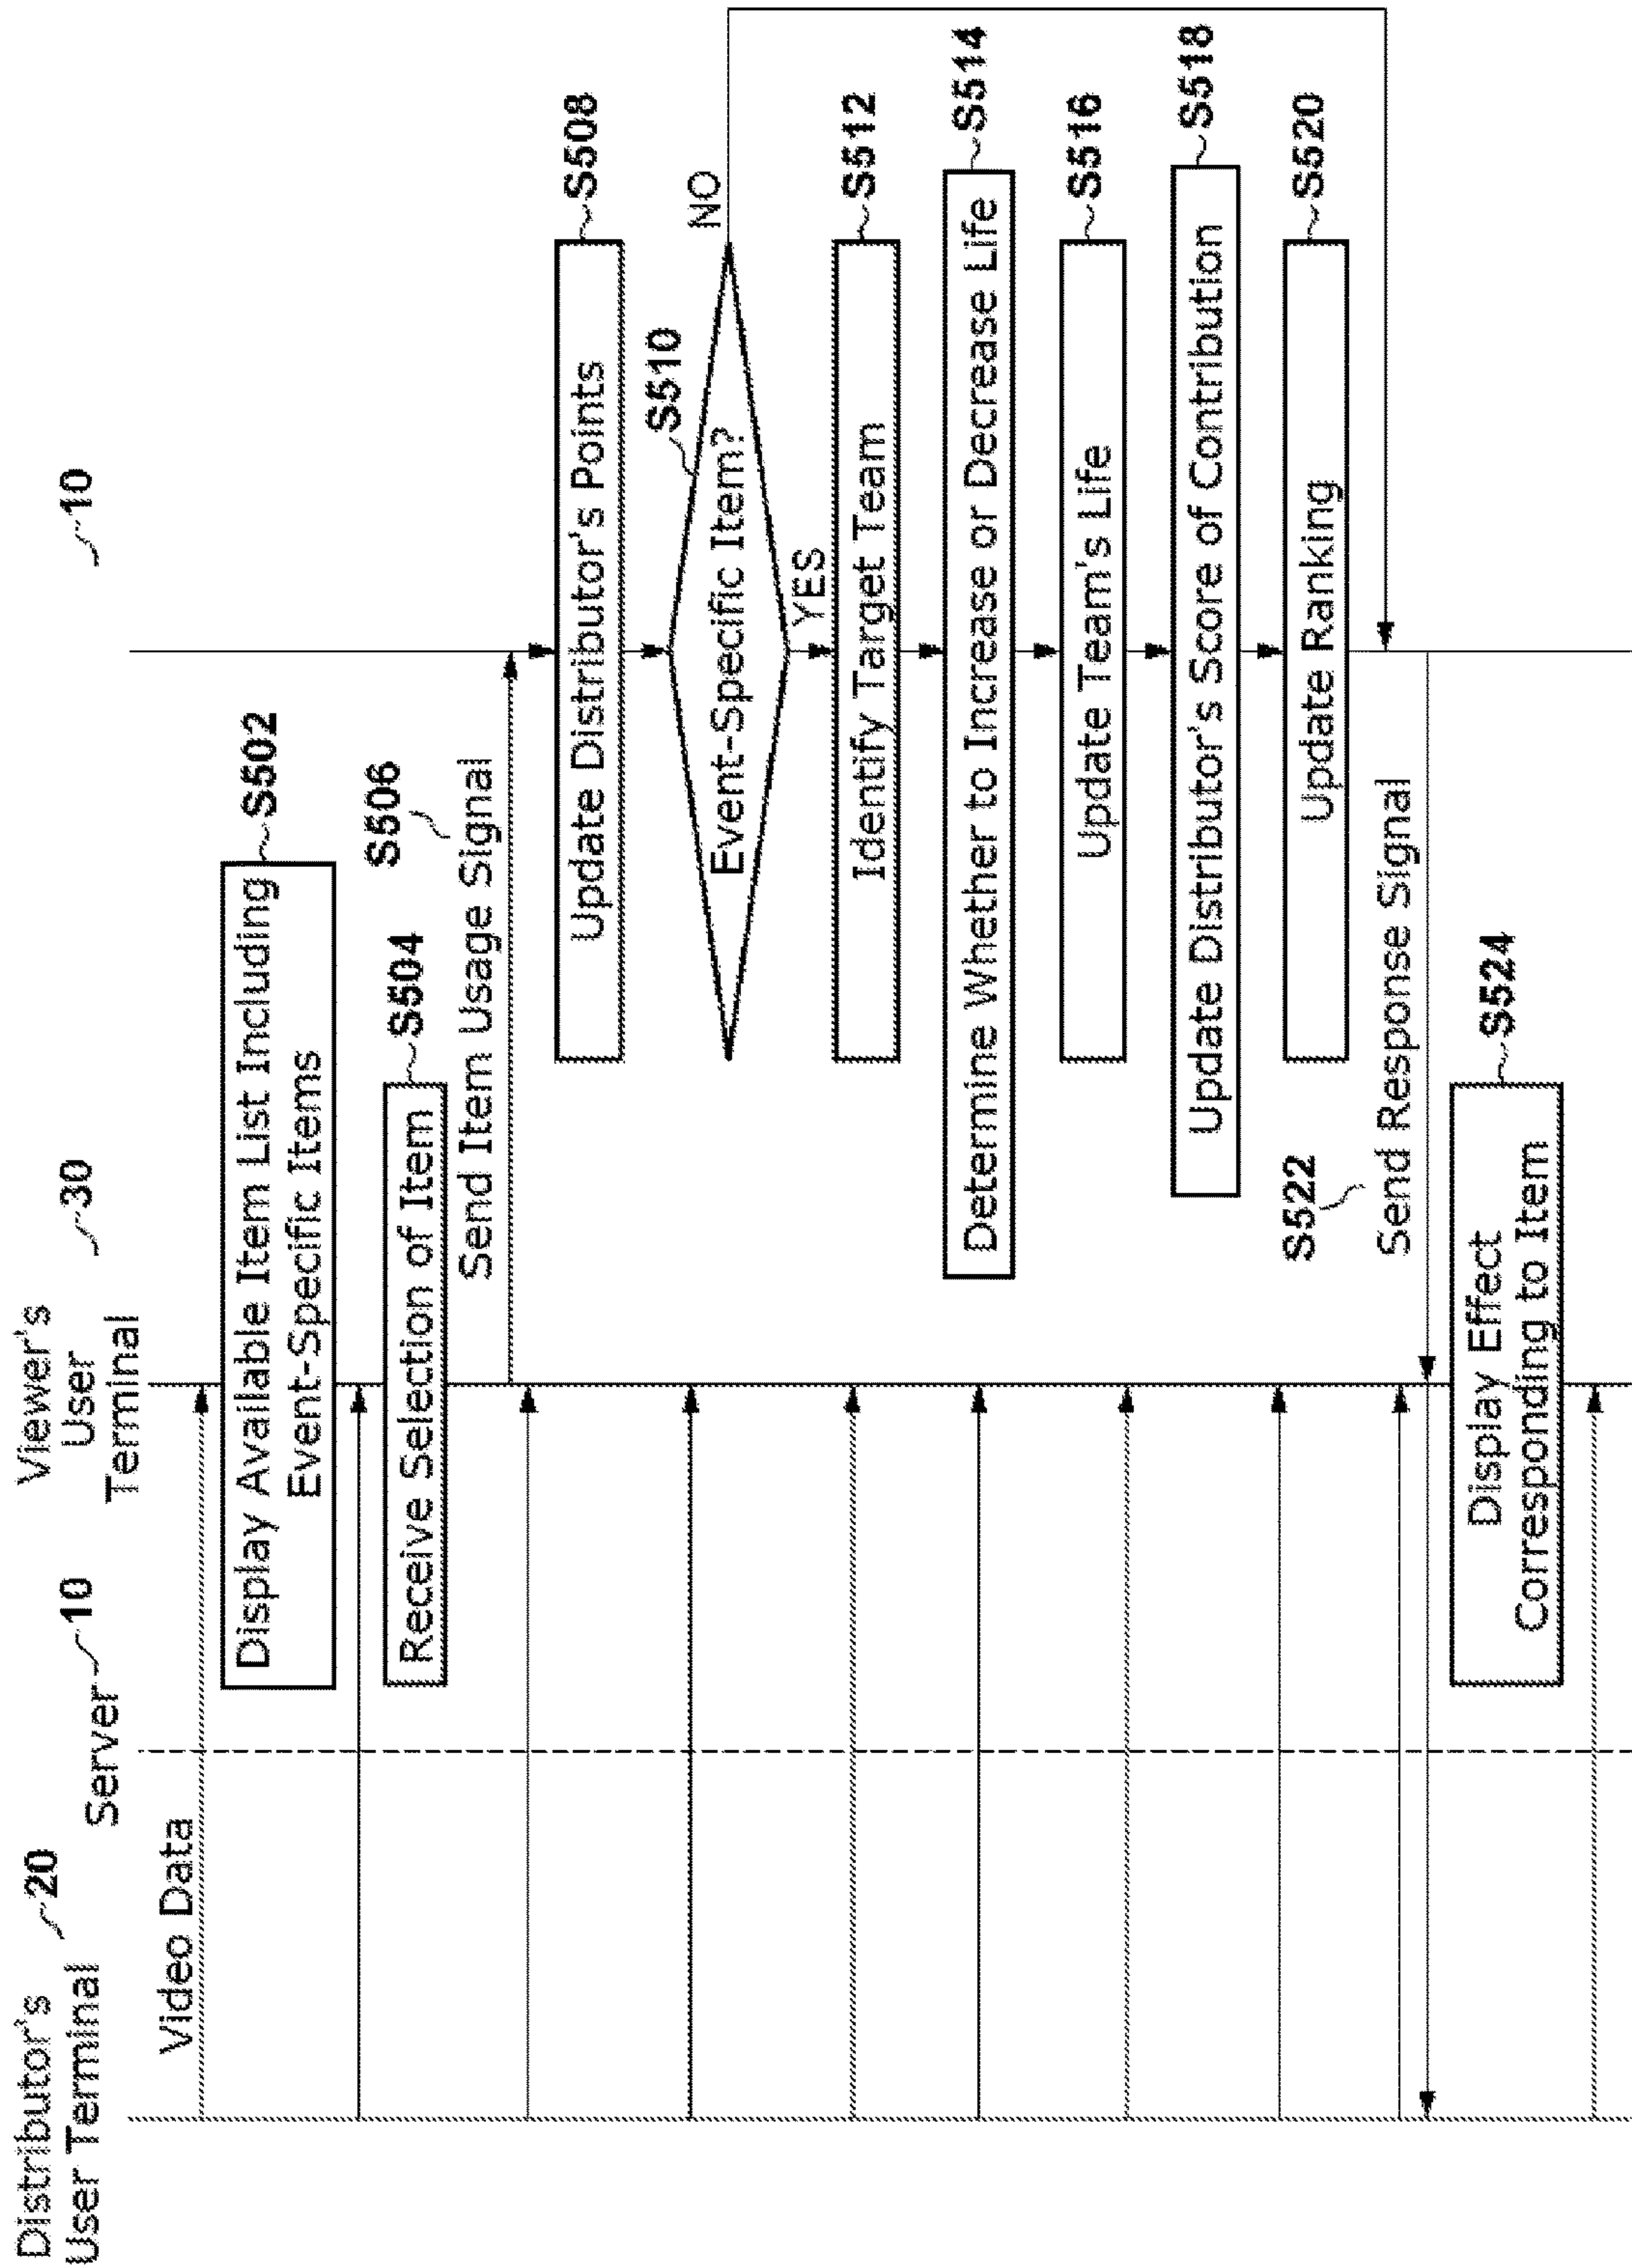 Distributor's
User Terminal
20
Server
10
Viewer's
User
Terminal
30
10
Video Data
Display Available Item List Including
Event-Specific Items
S502
Receive Selection of Item
S504
S506
Send Item Usage Signal
Update Distributor's Points
S508
S510
Event-Specific Item?
NO
YES
Identify Target Team
S512
Determine Whether to Increase or Decrease Life
S514
Update Team's Life
S516
Update Distributor's Score of Contribution
S518
Update Ranking
S520
S522
Send Response Signal
Display Effect
Corresponding to Item
S524